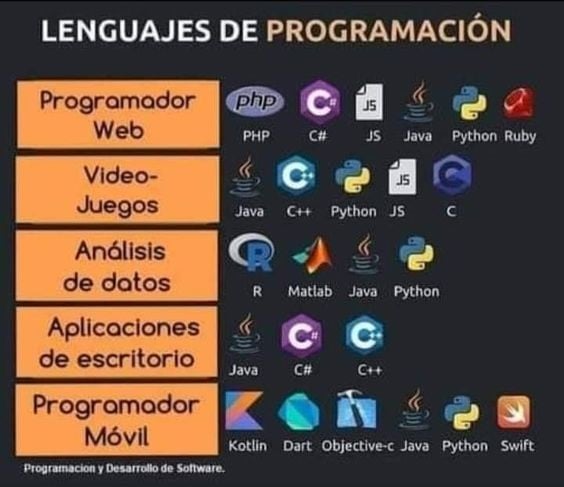 LENGUAJES DE PROGRAMACIÓN
Programador
Web
php
C#
JS
PHP C# JS Java Python Ruby
Video-
Juegos
C++
JS
C
Java C++ Python JS C
Análisis
de datos
R
R Matlab Java Python
Aplicaciones
de escritorio
C#
C++
Java C# C++
Programador
Móvil
Kotlin Dart Objective-c Java Python Swift
Programacion y Desarrollo de Software.